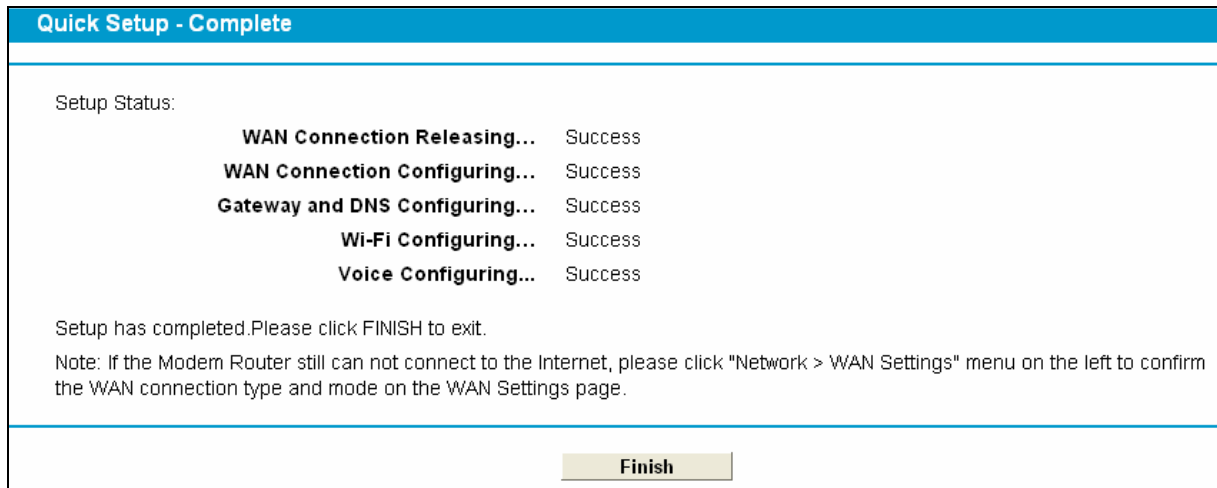 Quick Setup - Complete
Setup Status:
WAN Connection Releasing... Success
WAN Connection Configuring... Success
Gateway and DNS Configuring... Success
Wi-Fi Configuring... Success
Voice Configuring... Success
Setup has completed.Please click FINISH to exit.
Note: If the Modem Router still can not connect to the Internet, please click "Network > WAN Settings" menu on the left to confirm
the WAN connection type and mode on the WAN Settings page.
Finish